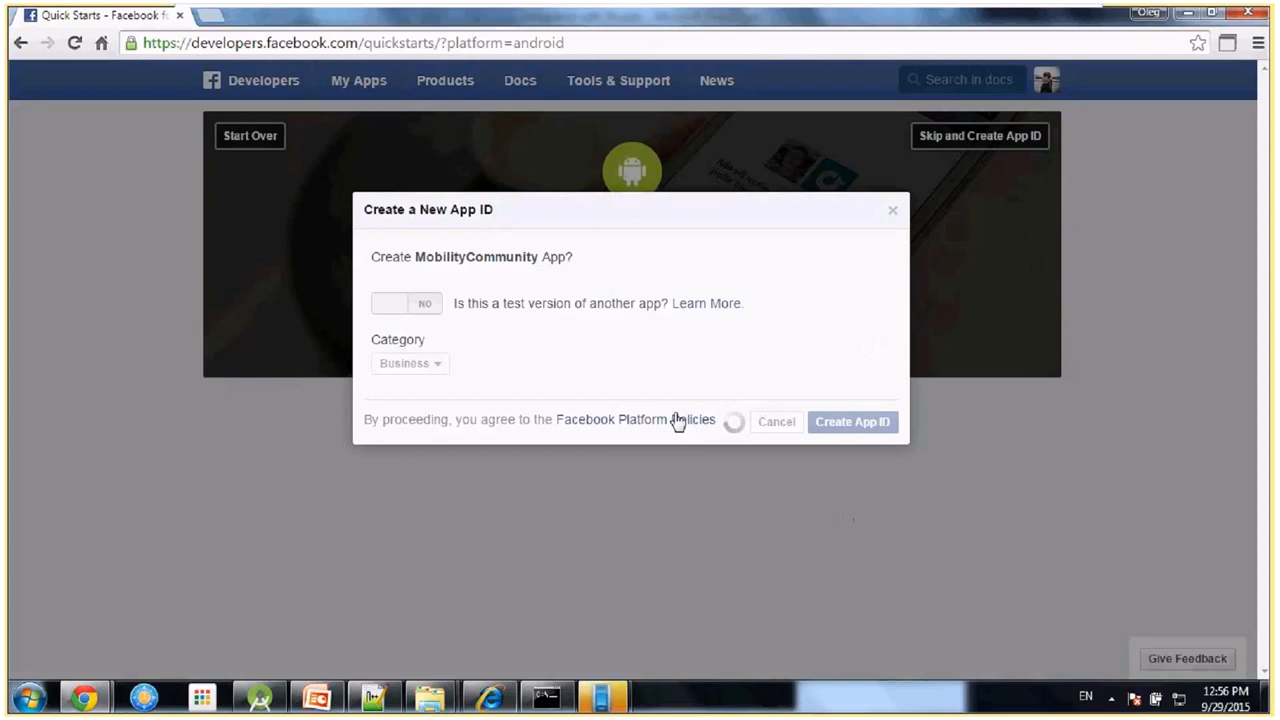 Quick Starts - Facebook f
Oleg
https://developers.facebook.com/quickstarts/?platform=android
Developers
My Apps
Products
Docs
Tools & Support
News
Search in docs
Start Over
Skip and Create App ID
Create a New App ID
Create MobilityCommunity App?
NO Is this a test version of another app? Learn More.
Category
Business
By proceeding, you agree to the Facebook Platform Policies
Cancel
Create App ID
Give Feedback
EN
12:56 PM
9/29/2015